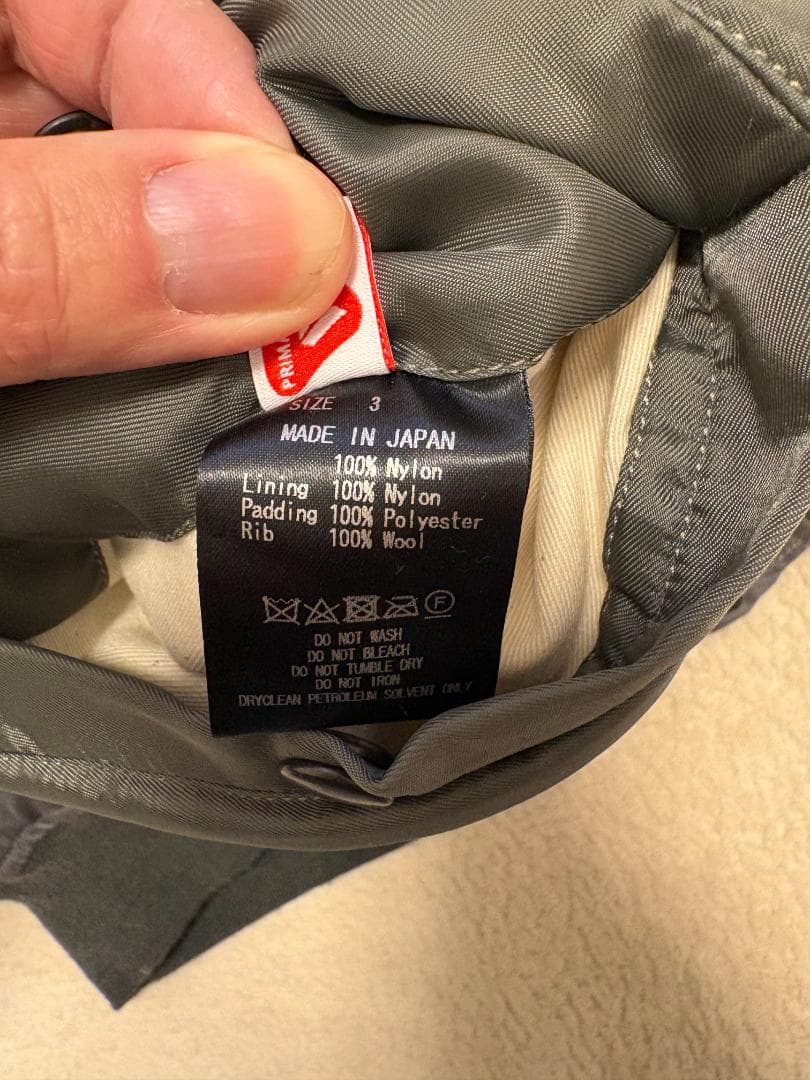 PRIMA
SIZE 3
MADE IN JAPAN
100% Nylon
Lining 100% Nylon
Padding 100% Polyester
Rib 100% Wool
F
DO NOT WASH
DO NOT BLEACH
DO NOT TUMBLE DRY
DO NOT IRON
DRYCLEAN PETROLEUM SOLVENT ONLY